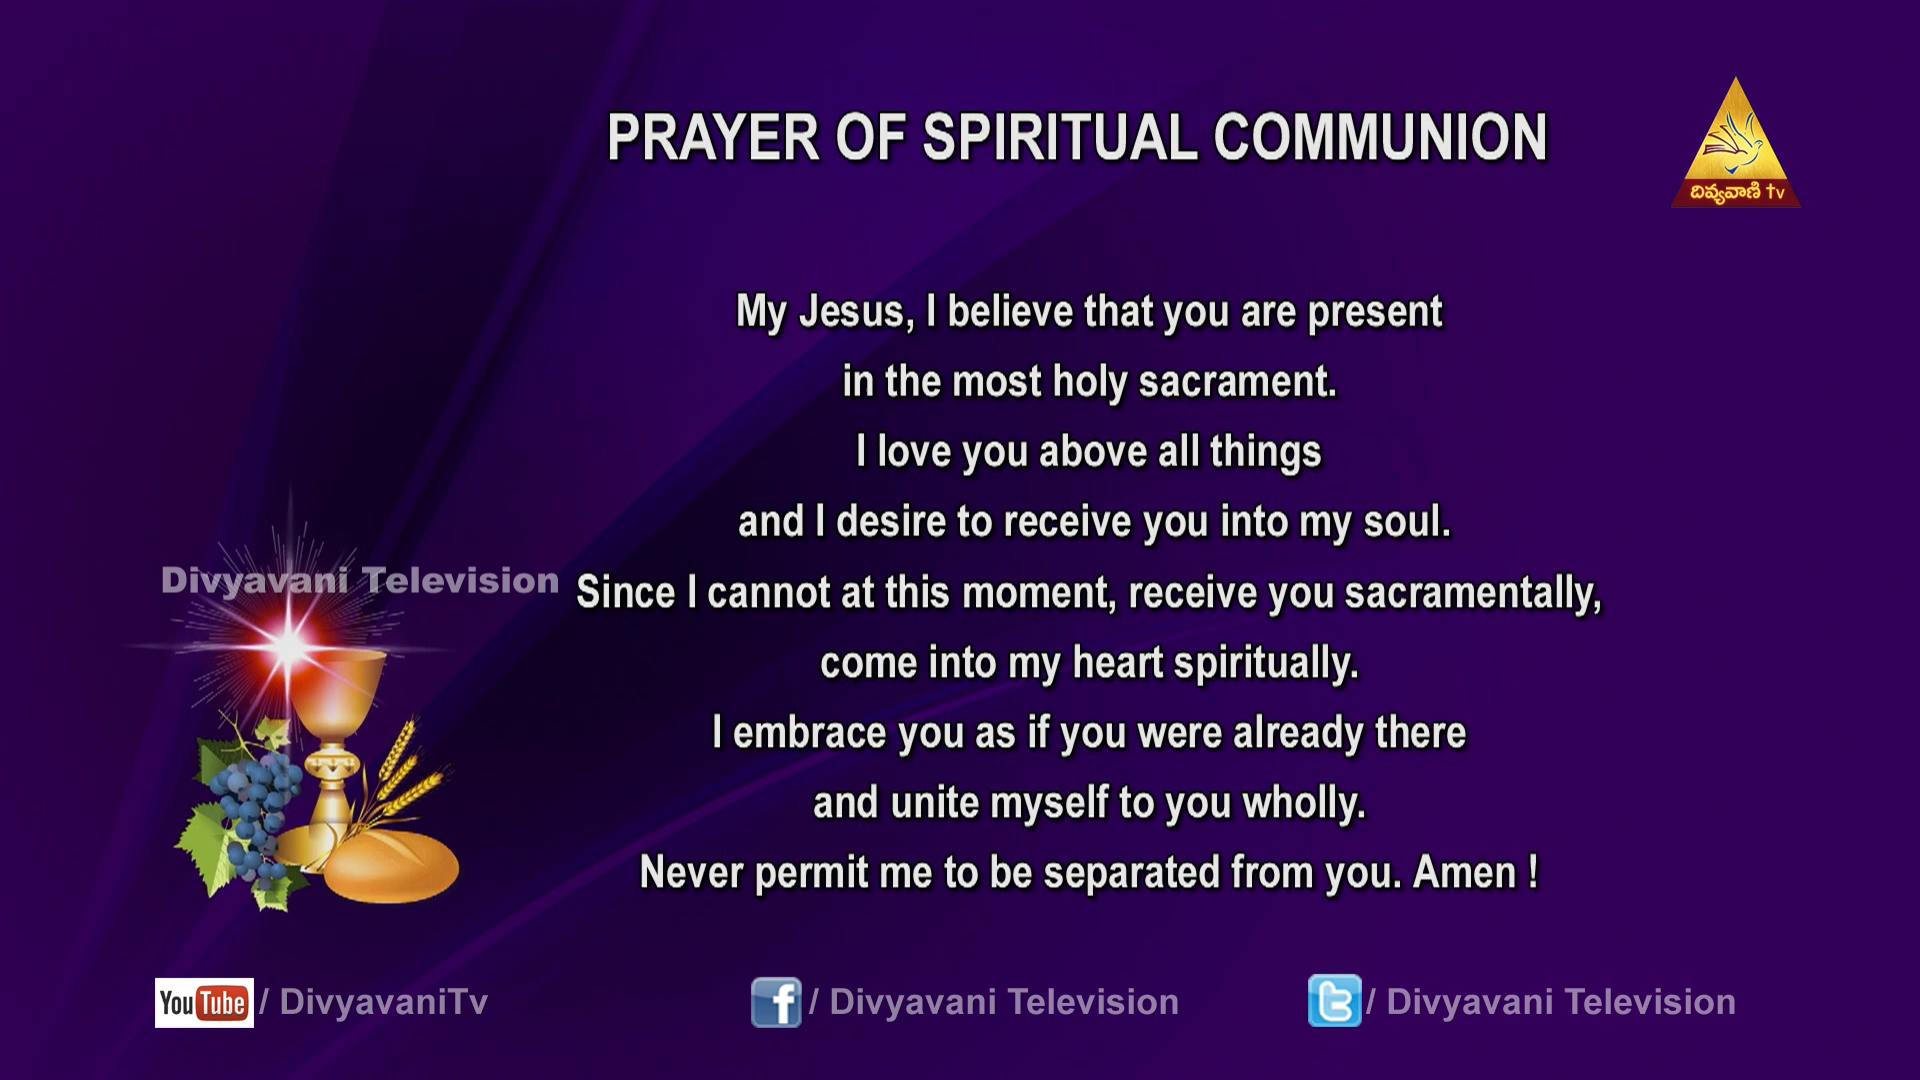 PRAYER OF SPIRITUAL COMMUNION
దివ్యవాణి tv
My Jesus, I believe that you are present
in the most holy sacrament.
I love you above all things
and I desire to receive you into my soul.
Divyavani Television
Since I cannot at this moment, receive you sacramentally,
come into my heart spiritually.
I embrace you as if you were already there
and unite myself to you wholly.
Never permit me to be separated from you. Amen !
YouTube / DivyavaniTv
f / Divyavani Television
t / Divyavani Television